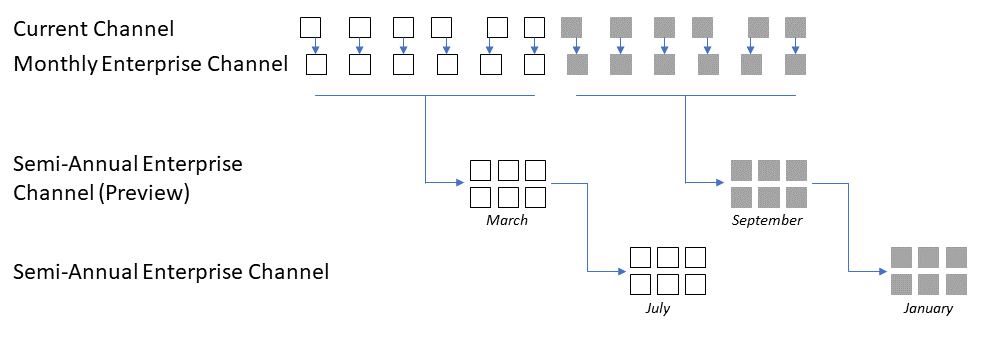 Current Channel
Monthly Enterprise Channel
Semi-Annual Enterprise
Channel (Preview)
March
September
Semi-Annual Enterprise Channel
July
January